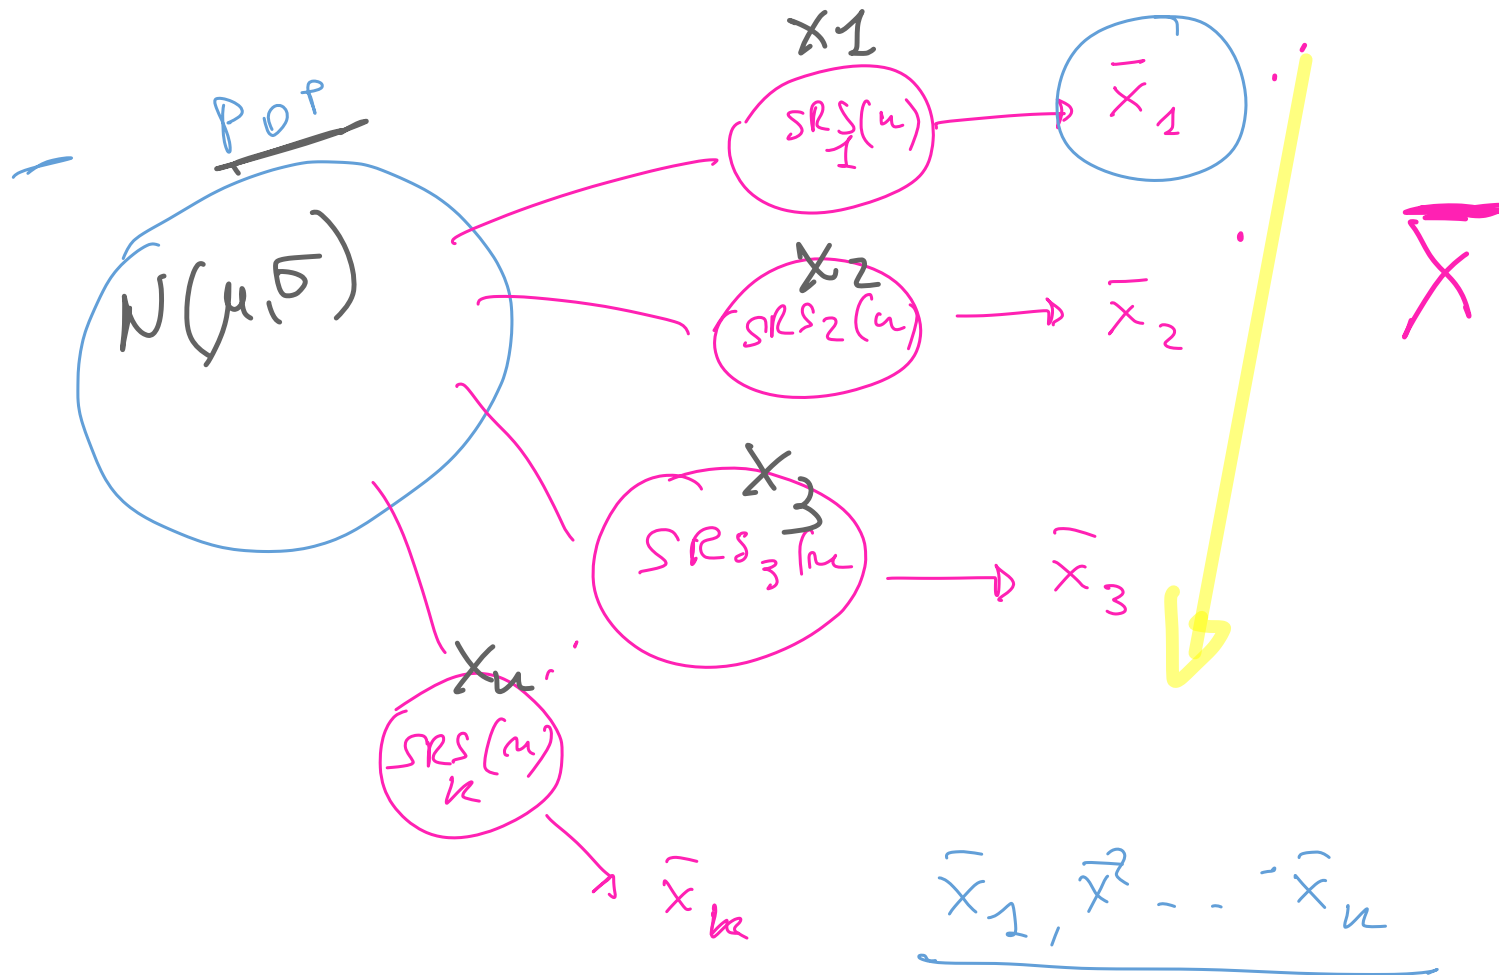 POP
N(μ,σ)
X1
SRS(n)
1
x̄1
X2
SRS2(n)
x̄2
X̄
X3
SRS3(n
x̄3
Xn
SRS(n)
k
x̄k
x̄1, x̄2 - - - x̄k